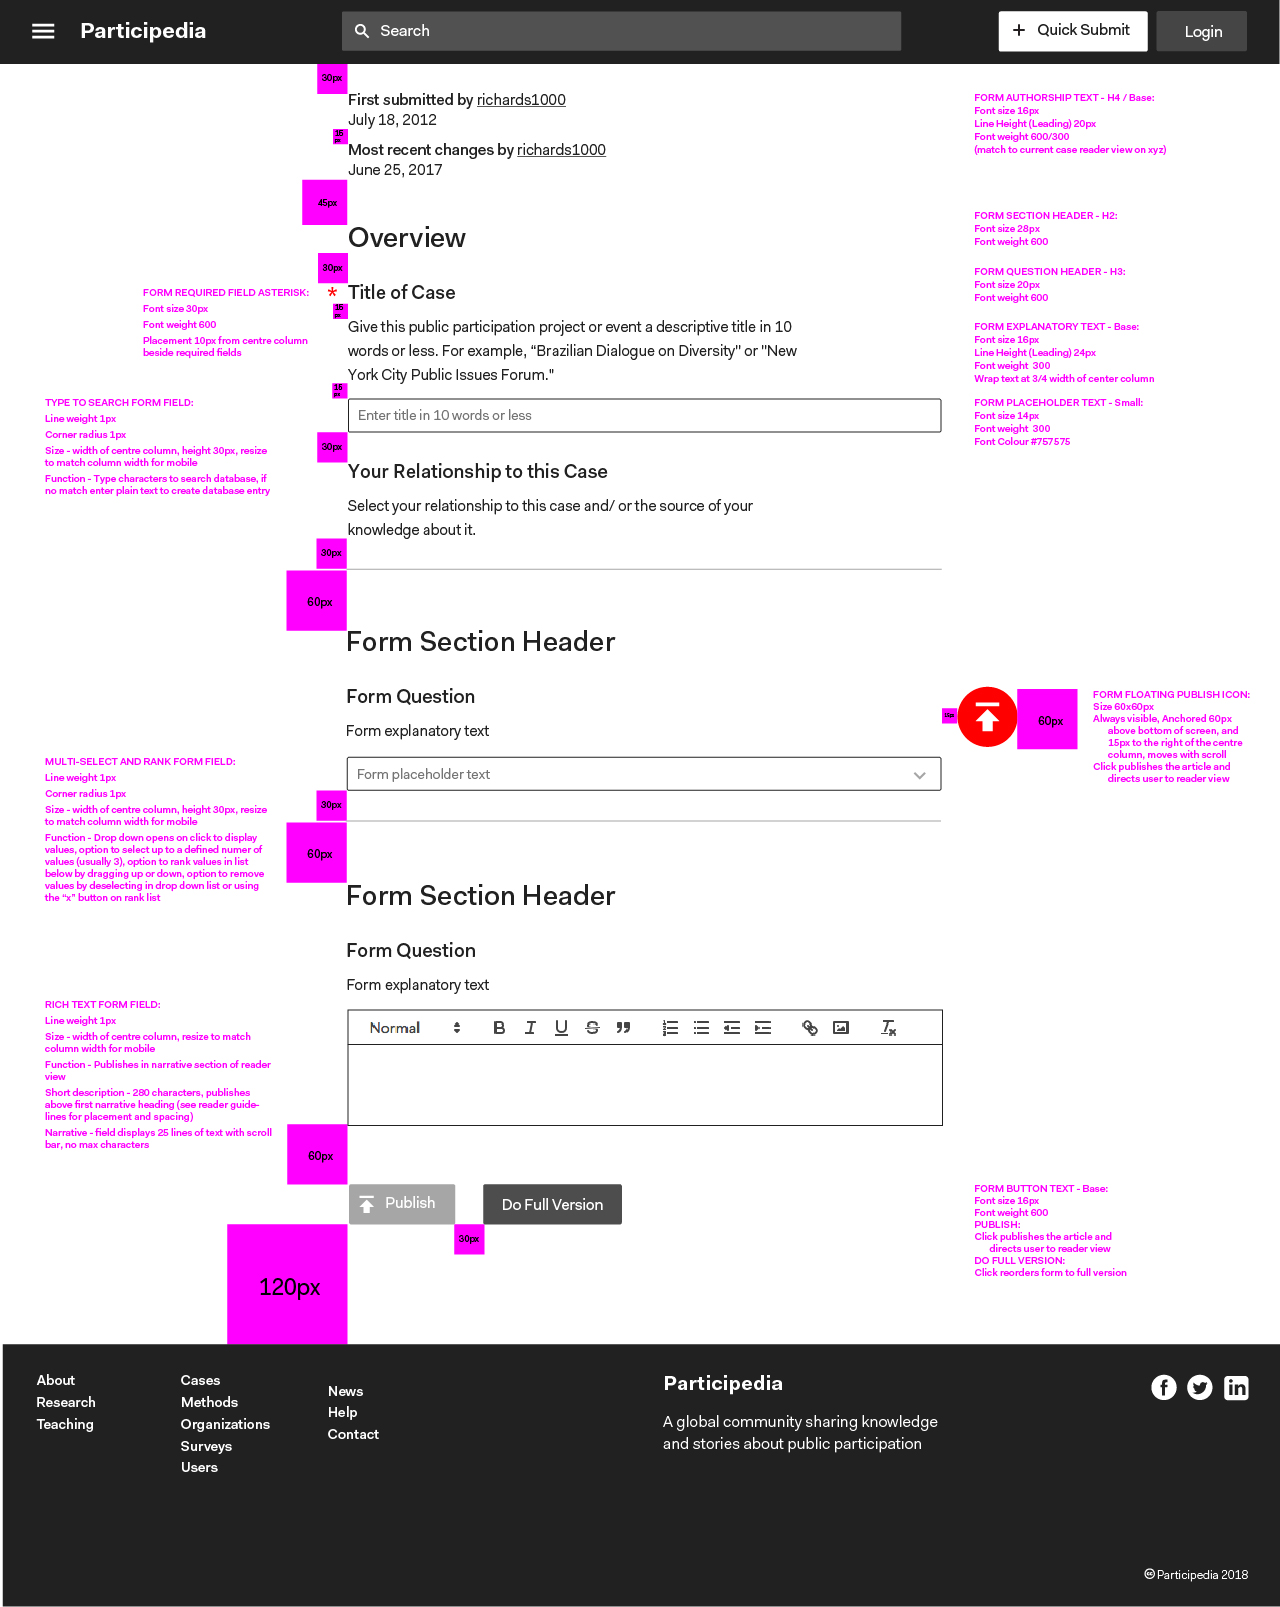 Participedia
Search
Quick Submit
Login
30px
First submitted by richards1000
July 18, 2012
15
px
Most recent changes by richards1000
June 25, 2017
45px
FORM AUTHORSHIP TEXT - H4 / Base:
Font size 16px
Line Height (Leading) 20px
Font weight 600/300
(match to current case reader view on xyz)
Overview
FORM SECTION HEADER - H2:
Font size 28px
Font weight 600
30px
FORM REQUIRED FIELD ASTERISK:
Font size 30px
Font weight 600
Placement 10px from centre column
beside required fields
* Title of Case
15
px
FORM QUESTION HEADER - H3:
Font size 20px
Font weight 600
Give this public participation project or event a descriptive title in 10
words or less. For example, “Brazilian Dialogue on Diversity" or "New
York City Public Issues Forum."
FORM EXPLANATORY TEXT - Base:
Font size 16px
Line Height (Leading) 24px
Font weight 300
Wrap text at 3/4 width of center column
15
px
TYPE TO SEARCH FORM FIELD:
Line weight 1px
Corner radius 1px
Size - width of centre column, height 30px, resize
to match column width for mobile
Function - Type characters to search database, if
no match enter plain text to create database entry
Enter title in 10 words or less
FORM PLACEHOLDER TEXT - Small:
Font size 14px
Font weight 300
Font Colour #757575
30px
Your Relationship to this Case
Select your relationship to this case and/ or the source of your
knowledge about it.
30px
60px
Form Section Header
Form Question
Form explanatory text
15px
60px
FORM FLOATING PUBLISH ICON:
Size 60x60px
Always visible, Anchored 60px
above bottom of screen, and
15px to the right of the centre
column, moves with scroll
Click publishes the article and
directs user to reader view
MULTI-SELECT AND RANK FORM FIELD:
Line weight 1px
Corner radius 1px
Size - width of centre column, height 30px, resize
to match column width for mobile
Function - Drop down opens on click to display
values, option to select up to a defined numer of
values (usually 3), option to rank values in list
below by dragging up or down, option to remove
values by deselecting in drop down list or using
the “x” button on rank list
Form placeholder text
30px
60px
Form Section Header
Form Question
Form explanatory text
RICH TEXT FORM FIELD:
Line weight 1px
Size - width of centre column, resize to match
column width for mobile
Function - Publishes in narrative section of reader
view
Short description - 280 characters, publishes
above first narrative heading (see reader guide-
lines for placement and spacing)
Narrative - field displays 25 lines of text with scroll
bar, no max characters
Normal
60px
Publish
Do Full Version
30px
120px
FORM BUTTON TEXT - Base:
Font size 16px
Font weight 600
PUBLISH:
Click publishes the article and
directs user to reader view
DO FULL VERSION:
Click reorders form to full version
About
Research
Teaching
Cases
Methods
Organizations
Surveys
Users
News
Help
Contact
Participedia
A global community sharing knowledge
and stories about public participation
Participedia 2018